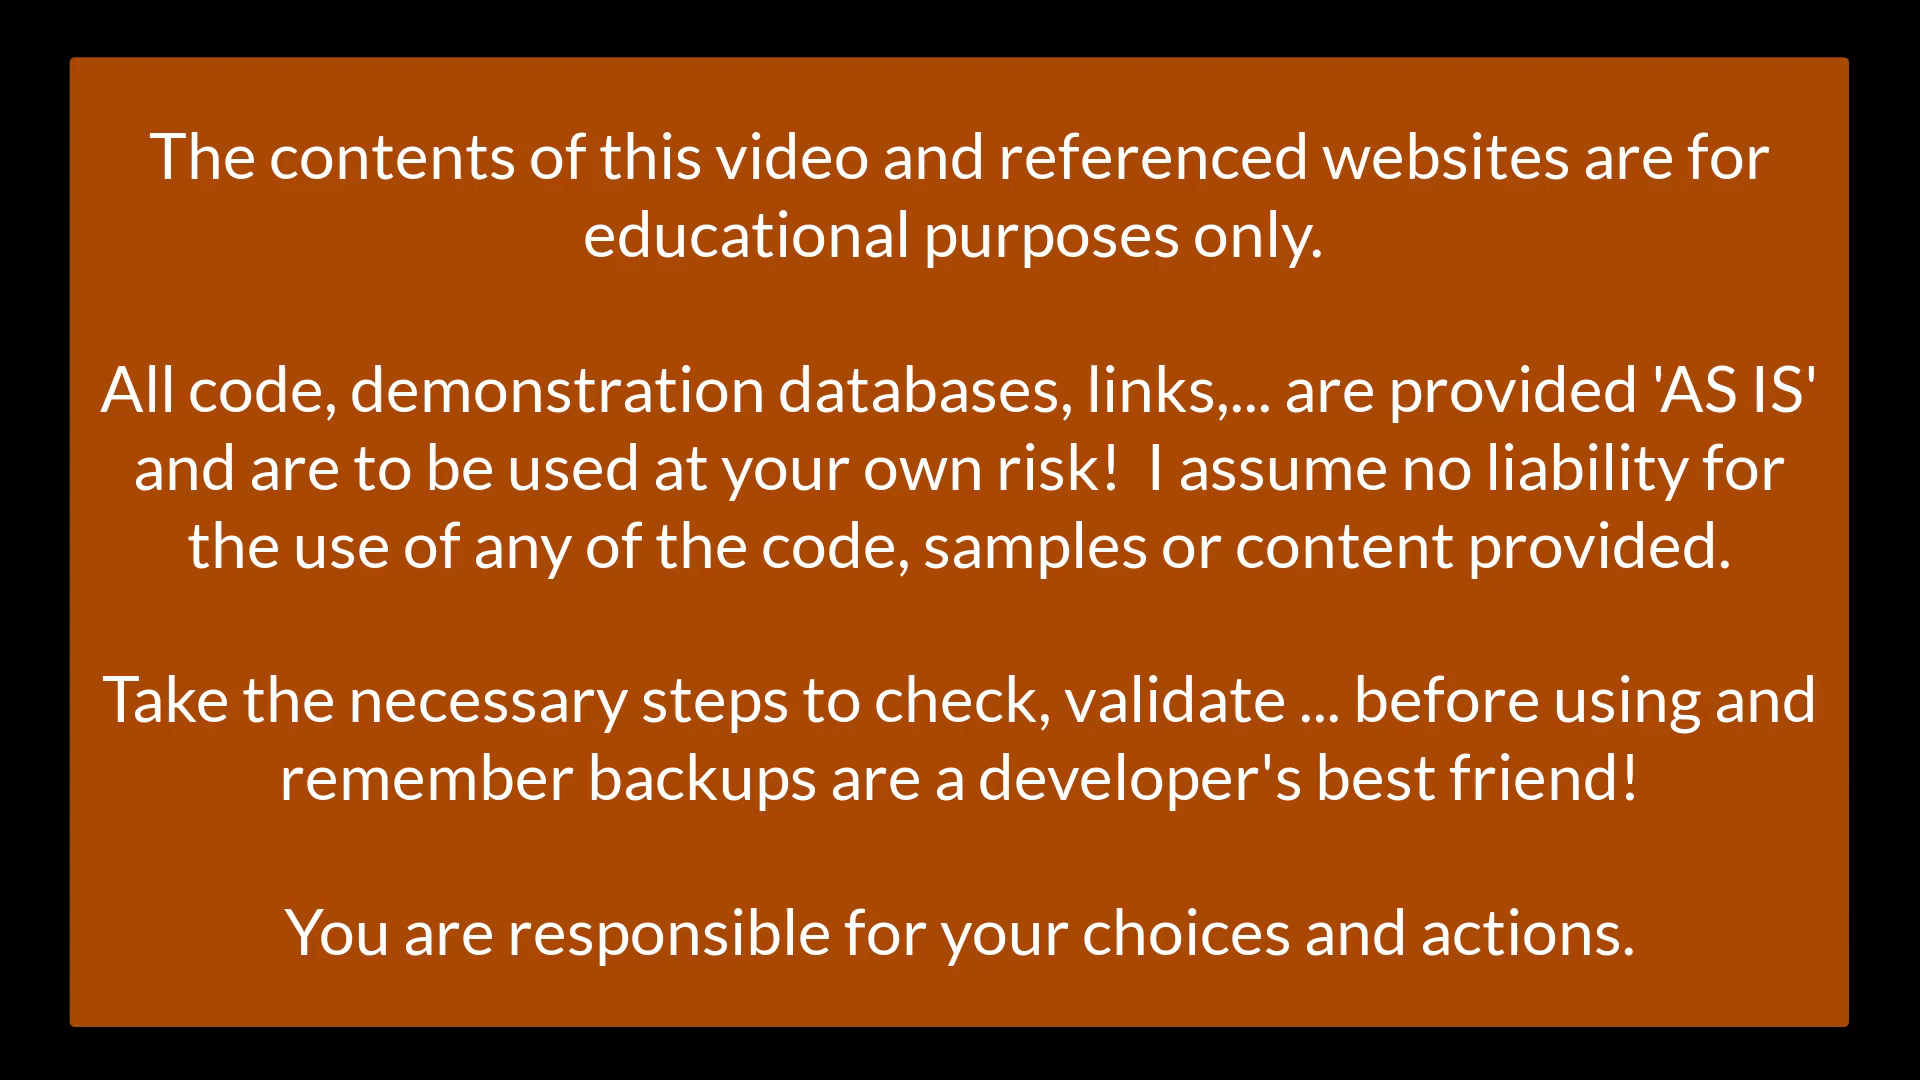 The contents of this video and referenced websites are for
educational purposes only.
All code, demonstration databases, links,... are provided 'AS IS'
and are to be used at your own risk!  I assume no liability for
the use of any of the code, samples or content provided.
Take the necessary steps to check, validate ... before using and
remember backups are a developer's best friend!
You are responsible for your choices and actions.